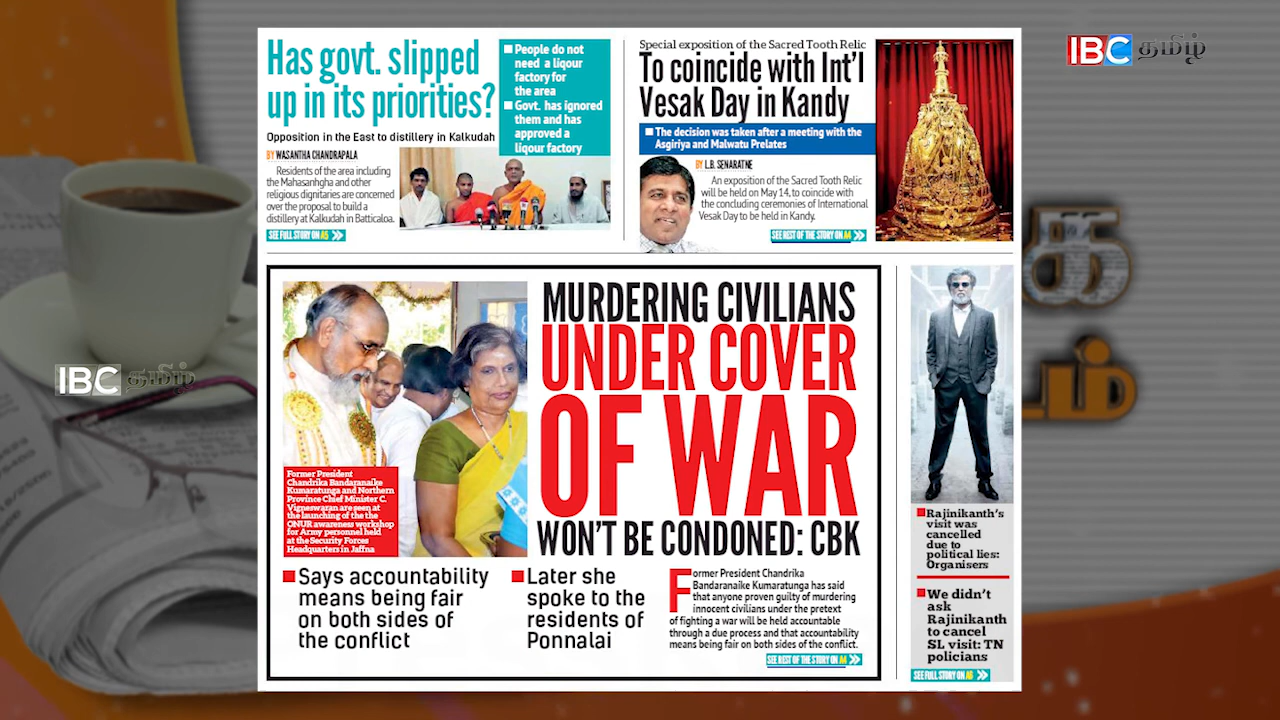 IBC தமிழ்
Has govt. slipped
up in its priorities?
Opposition in the East to distillery in Kalkudah
BY WASANTHA CHANDRAPALA
Residents of the area including
the Mahasanhgha and other
religious dignitaries are concerned
over the proposal to build a
distillery at Kalkudah in Batticaloa.
SEE FULL STORY ON A5
People do not
need a liqour
factory for
the area
Govt. has ignored
them and has
approved a
liqour factory
Special exposition of the Sacred Tooth Relic
To coincide with Int'l
Vesak Day in Kandy
The decision was taken after a meeting with the
Asgiriya and Malwatu Prelates
BY L.B. SENARATNE
An exposition of the Sacred Tooth Relic
will be held on May 14, to coincide with
the concluding ceremonies of International
Vesak Day to be held in Kandy.
SEE REST OF THE STORY ON A4
IBC தமிழ்
MURDERING CIVILIANS
UNDER COVER
OF WAR
WON'T BE CONDONED: CBK
Former President
Chandrika Bandaranaike
Kumaratunga and Northern
Province Chief Minister C.
Vigneswaran are seen at
the launching of the the
ONUR awareness workshop
for Army personnel held
at the Security Forces
Headquarters in Jaffna
Says accountability
means being fair
on both sides of
the conflict
Later she
spoke to the
residents of
Ponnalai
Former President Chandrika
Bandaranaike Kumaratunga has said
that anyone proven guilty of murdering
innocent civilians under the pretext
of fighting a war will be held accountable
through a due process and that accountability
means being fair on both sides of the conflict.
SEE REST OF THE STORY ON A4
Rajinikanth's
visit was
cancelled
due to
political lies:
Organisers
We didn't
ask
Rajinikanth
to cancel
SL visit: TN
policians
SEE FULL STORY ON A6